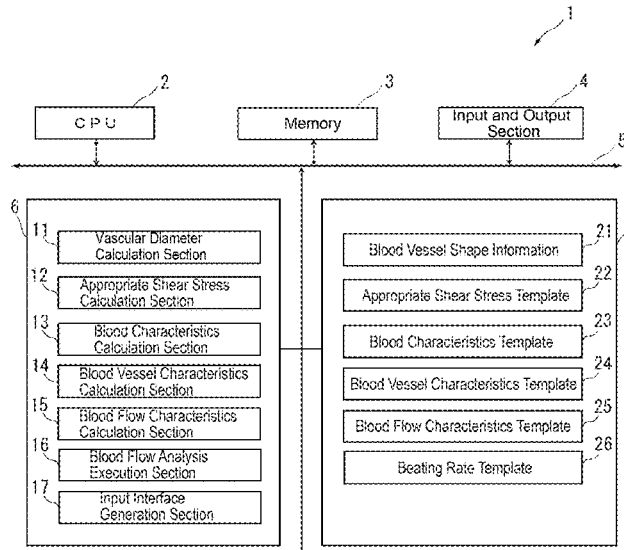 1
2
3
4
CPU
Memory
Input and Output
Section
5
6
11
Vascular Diameter
Calculation Section
12
Appropriate Shear Stress
Calculation Section
13
Blood Characteristics
Calculation Section
14
Blood Vessel Characteristics
Calculation Section
15
Blood Flow Characteristics
Calculation Section
16
Blood Flow Analysis
Execution Section
17
Input Interface
Generation Section
21
Blood Vessel Shape Information
22
Appropriate Shear Stress Template
23
Blood Characteristics Template
24
Blood Vessel Characteristics Template
25
Blood Flow Characteristics Template
26
Beating Rate Template